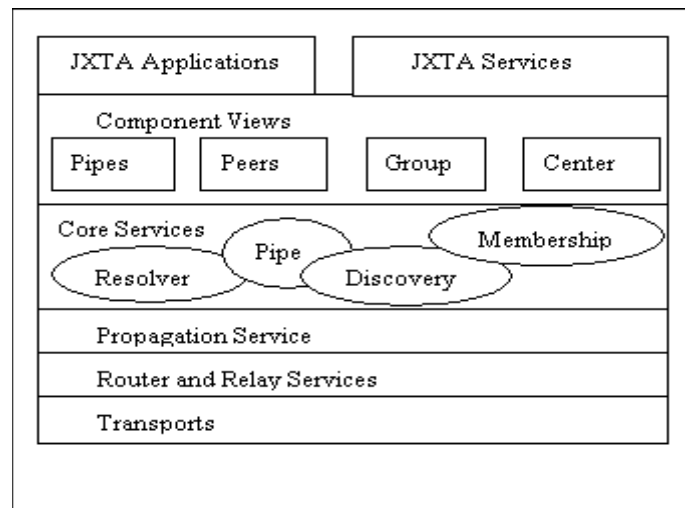 JXTA Applications
JXTA Services
Component Views
Pipes
Peers
Group
Center
Core Services
Membership
Pipe
Resolver
Discovery
Propagation Service
Router and Relay Services
Transports